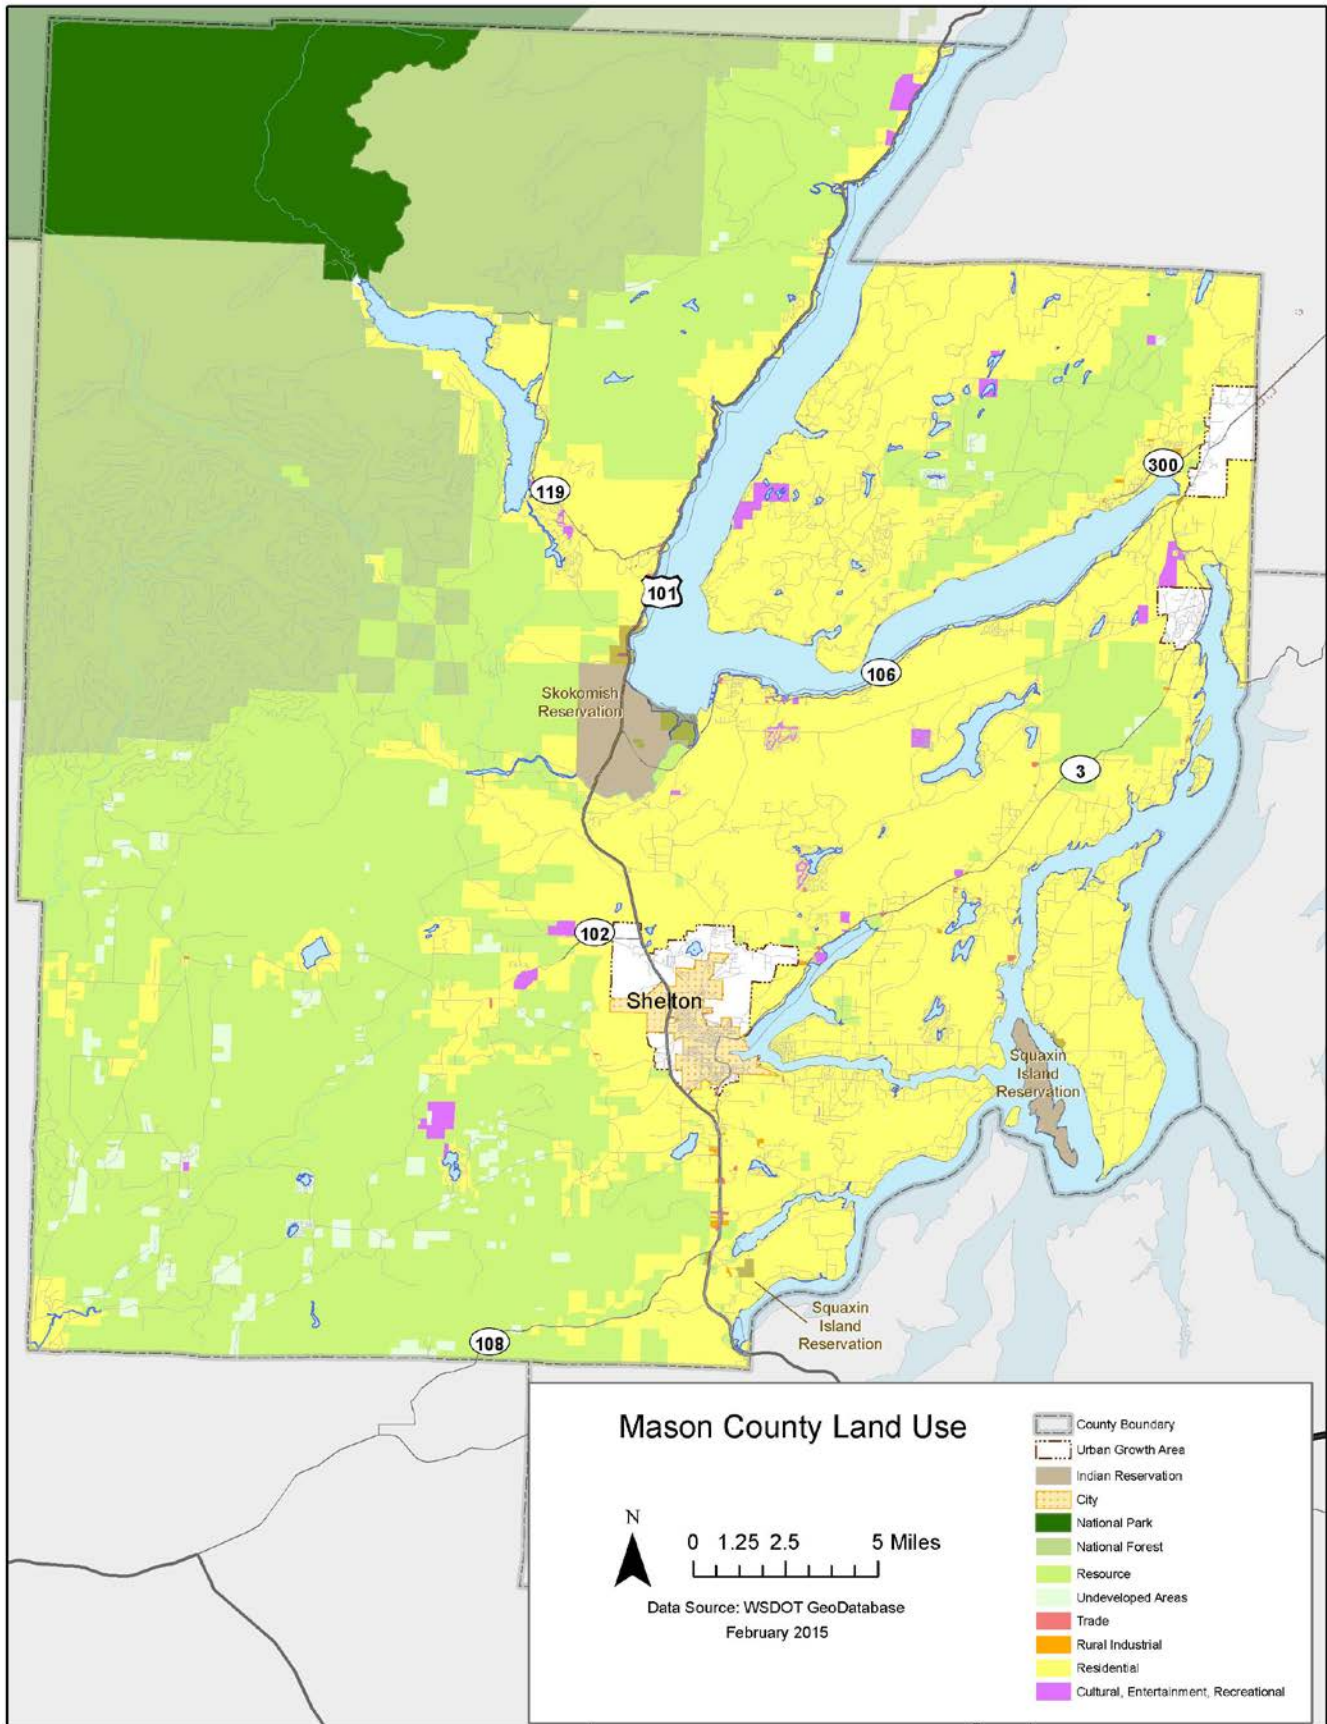 300
119
101
106
Skokomish
Reservation
3
102
Shelton
Squaxin
Island
Reservation
Squaxin
Island
Reservation
108
Mason County Land Use
N
0 1.25 2.5 5 Miles
Data Source: WSDOT GeoDatabase
February 2015
County Boundary
Urban Growth Area
Indian Reservation
City
National Park
National Forest
Resource
Undeveloped Areas
Trade
Rural Industrial
Residential
Cultural, Entertainment, Recreational